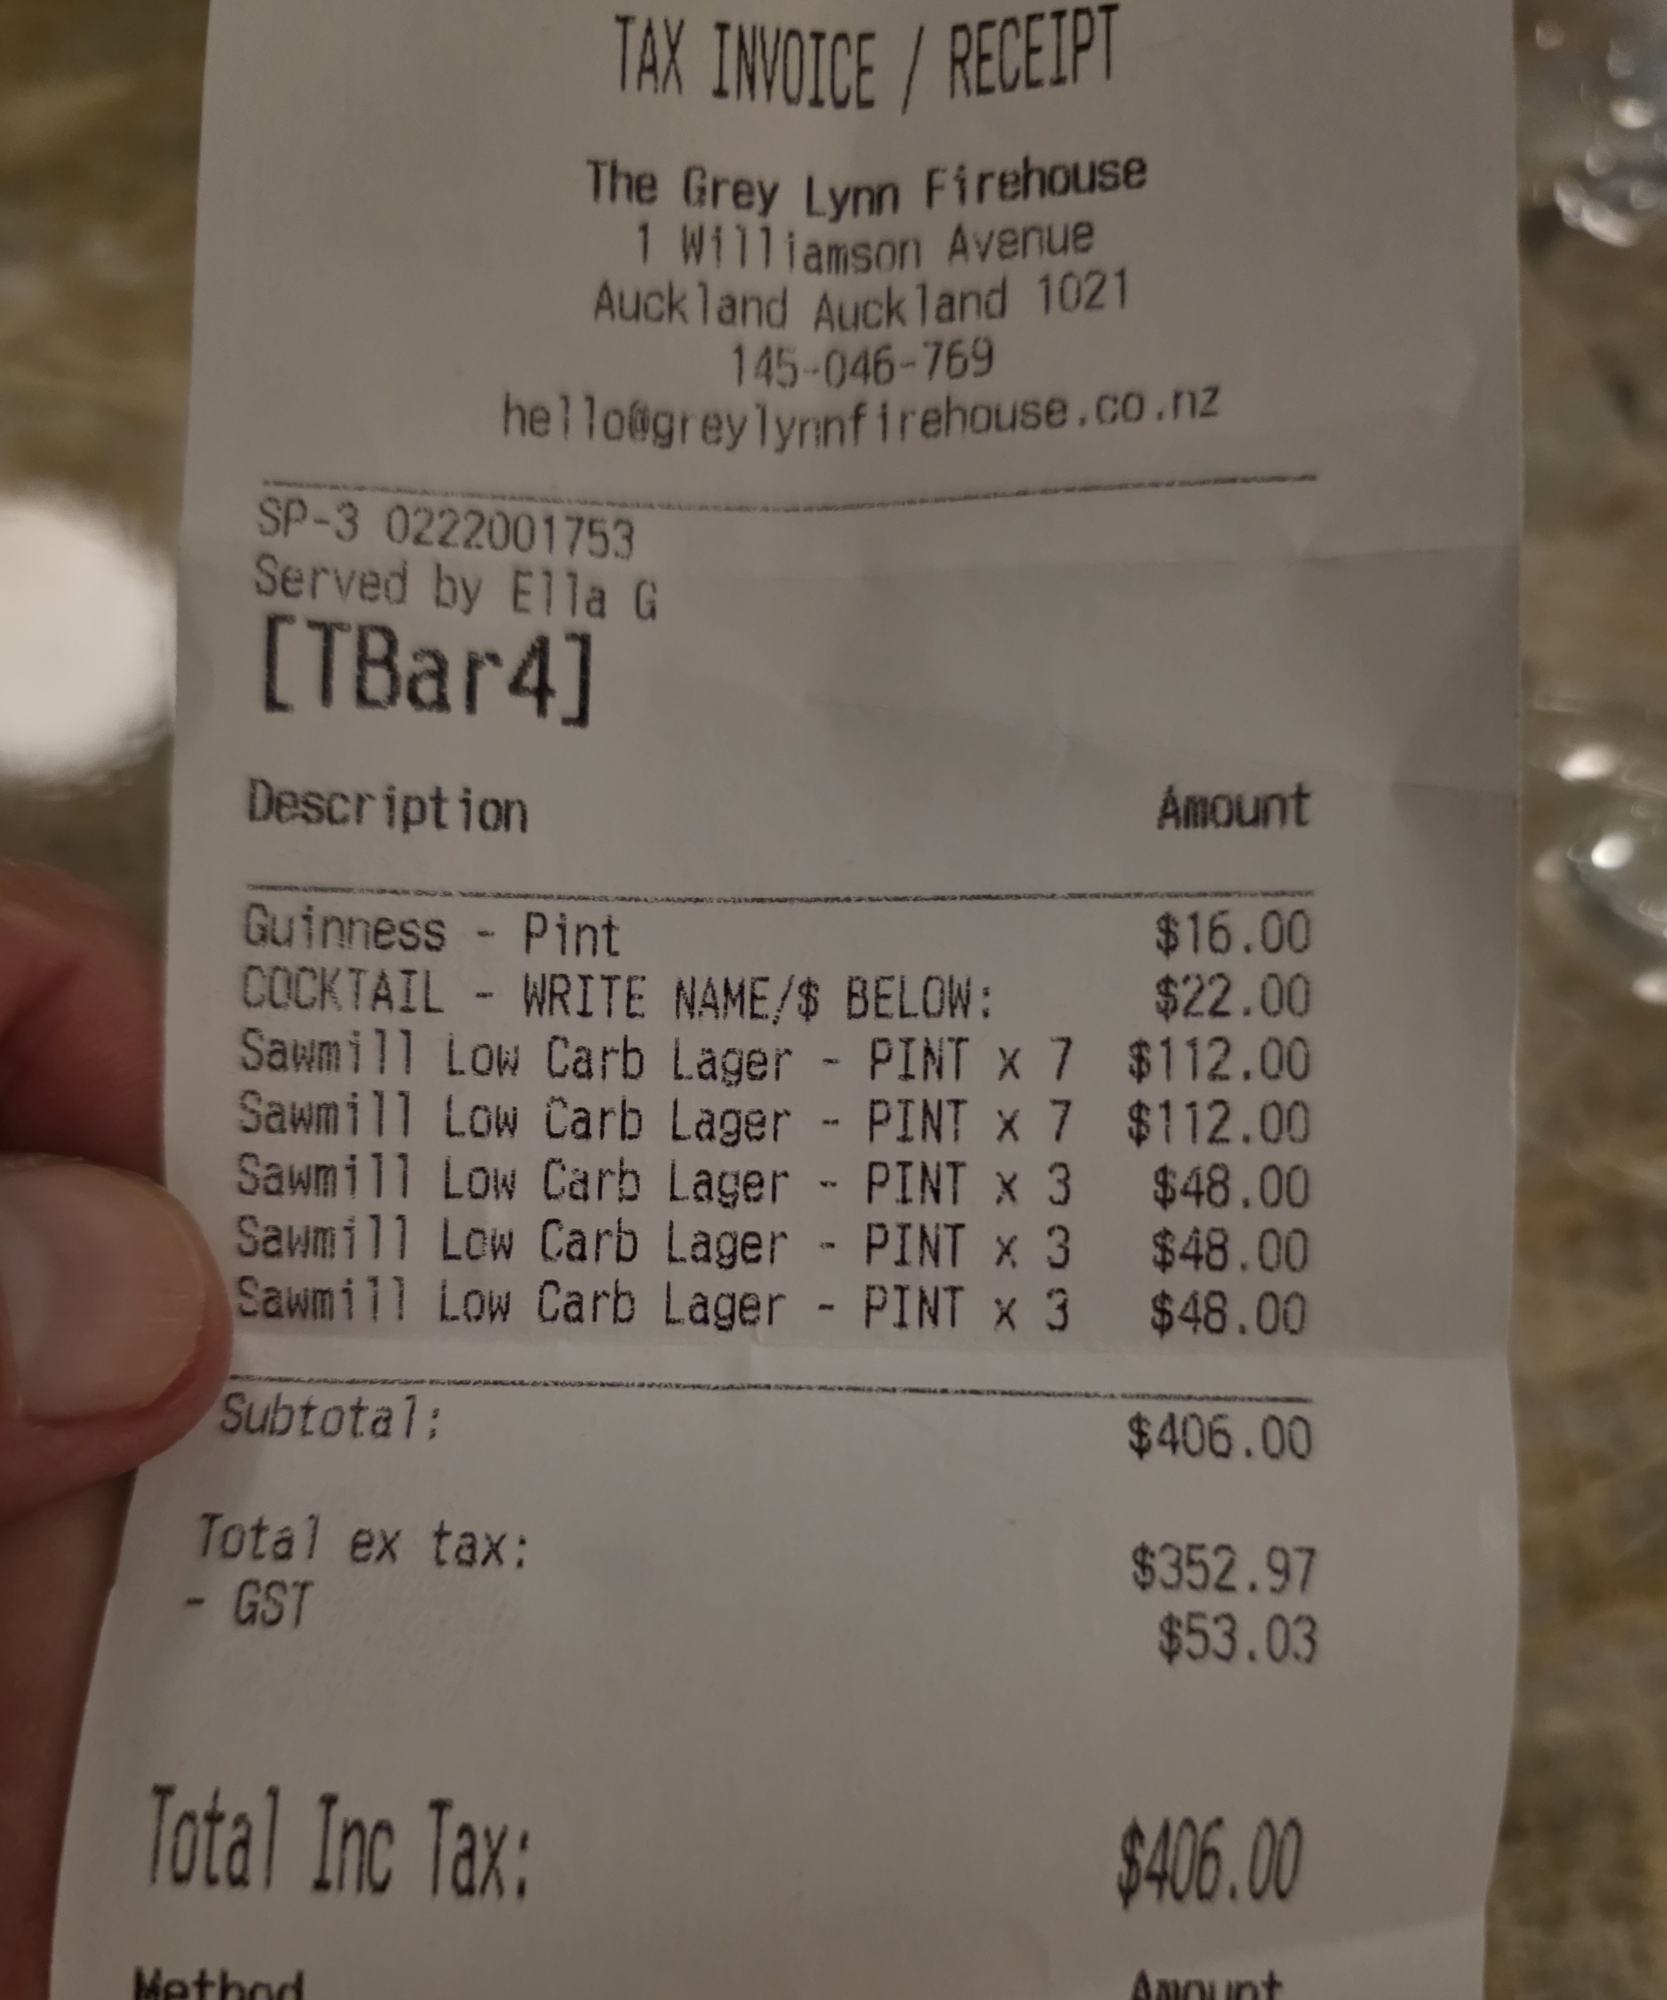 TAX INVOICE / RECEIPT
The Grey Lynn Firehouse
1 Williamson Avenue
Auckland Auckland 1021
145-046-769
hello@greylynnfirehouse.co.nz
SP-3 0222001753
Served by Ella G
[TBar4]
Description Amount
Guinness - Pint $16.00
COCKTAIL - WRITE NAME/$ BELOW: $22.00
Sawmill Low Carb Lager - PINT x 7 $112.00
Sawmill Low Carb Lager - PINT x 7 $112.00
Sawmill Low Carb Lager - PINT x 3 $48.00
Sawmill Low Carb Lager - PINT x 3 $48.00
Sawmill Low Carb Lager - PINT x 3 $48.00
Subtotal: $406.00
Total ex tax: $352.97
- GST $53.03
Total Inc Tax: $406.00
Method Amount